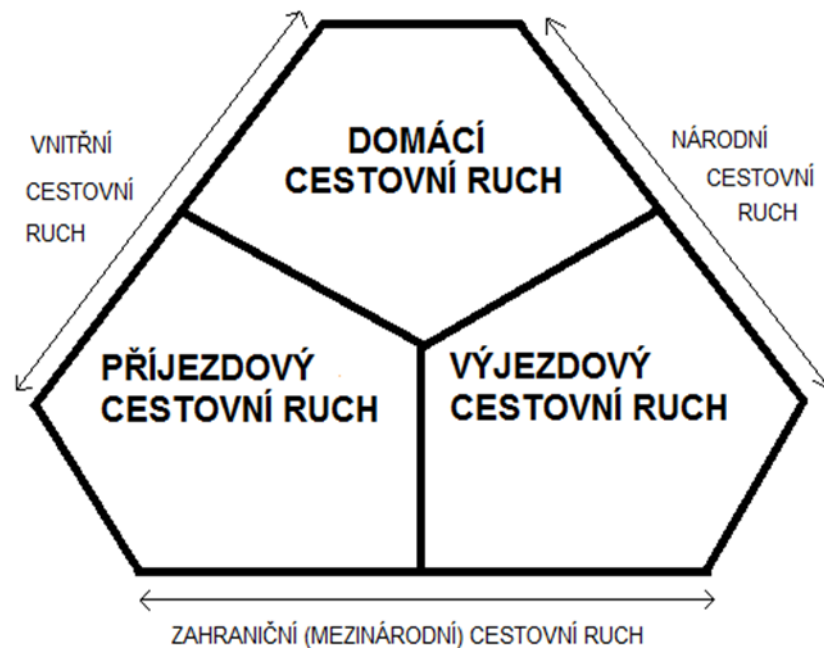 VNITŘNÍ
CESTOVNÍ
RUCH
DOMÁCÍ
CESTOVNÍ RUCH
NÁRODNÍ
CESTOVNÍ
RUCH
PŘÍJEZDOVÝ
CESTOVNÍ RUCH
VÝJEZDOVÝ
CESTOVNÍ RUCH
ZAHRANIČNÍ (MEZINÁRODNÍ) CESTOVNÍ RUCH